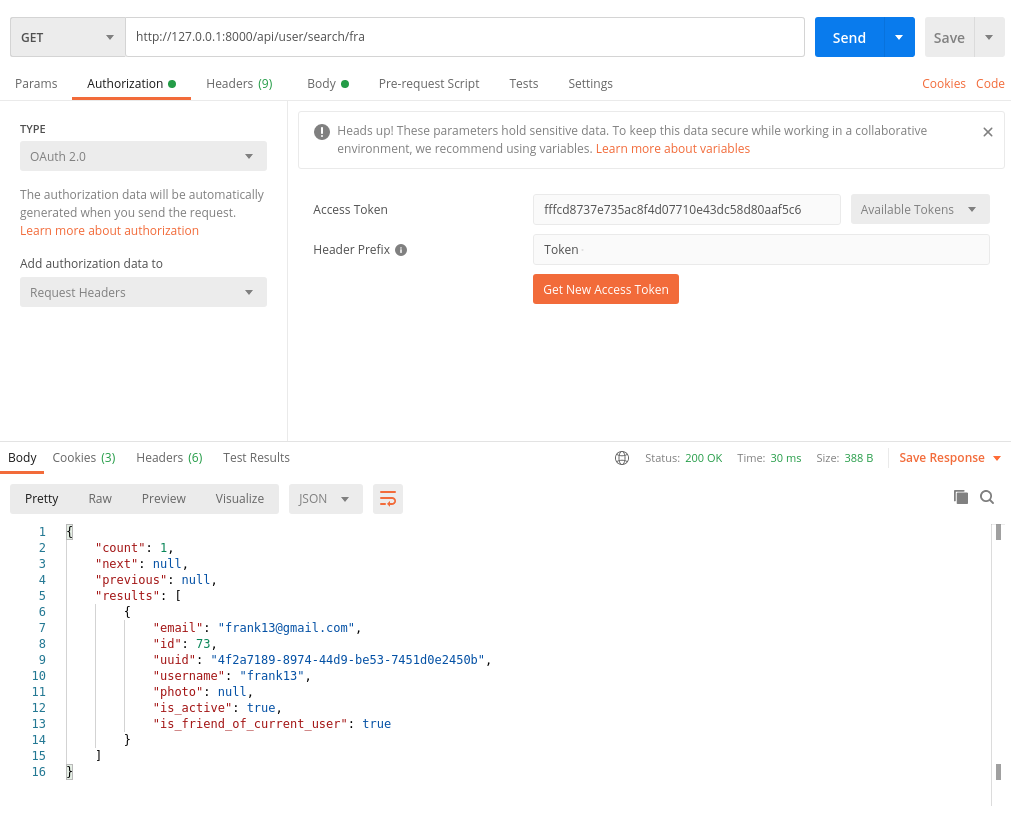 GET http://127.0.0.1:8000/api/user/search/fra Send Save
Params Authorization Headers (9) Body Pre-request Script Tests Settings Cookies Code
TYPE
OAuth 2.0
The authorization data will be automatically
generated when you send the request.
Learn more about authorization
Add authorization data to
Request Headers
Heads up! These parameters hold sensitive data. To keep this data secure while working in a collaborative
environment, we recommend using variables. Learn more about variables
Access Token fffcd8737e735ac8f4d07710e43dc58d80aaf5c6 Available Tokens
Header Prefix Token
Get New Access Token
Body Cookies (3) Headers (6) Test Results Status: 200 OK Time: 30 ms Size: 388 B Save Response
Pretty Raw Preview Visualize JSON
1 {
2 "count": 1,
3 "next": null,
4 "previous": null,
5 "results": [
6 {
7 "email": "frank13@gmail.com",
8 "id": 73,
9 "uuid": "4f2a7189-8974-44d9-be53-7451d0e2450b",
10 "username": "frank13",
11 "photo": null,
12 "is_active": true,
13 "is_friend_of_current_user": true
14 }
15 ]
16 }